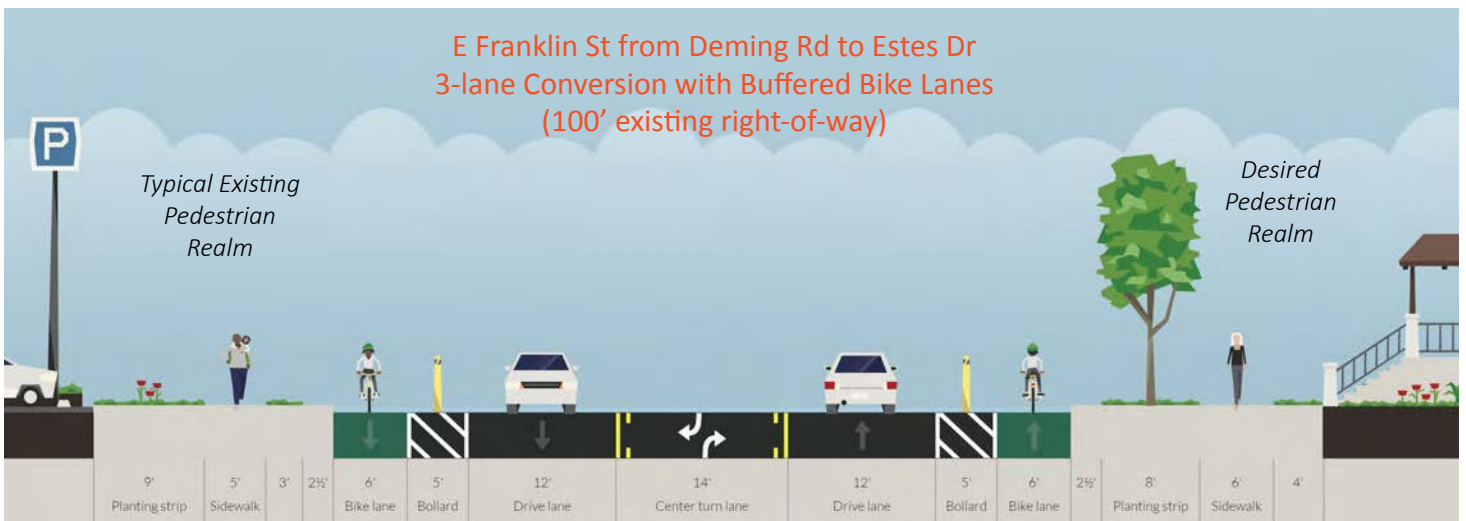 E Franklin St from Deming Rd to Estes Dr
3-lane Conversion with Buffered Bike Lanes
(100’ existing right-of-way)
P
Typical Existing
Pedestrian
Realm
Desired
Pedestrian
Realm
9' 5' 3' 2½' 6' 5' 12' 14' 12' 5' 6' 2½' 8' 6' 4'
Planting strip Sidewalk Bike lane Bollard Drive lane Center turn lane Drive lane Bollard Bike lane Planting strip Sidewalk